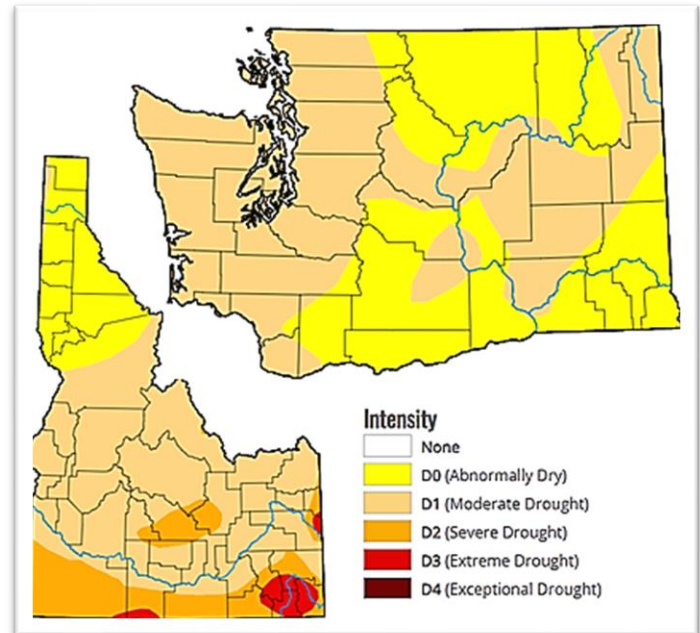 Intensity
None
D0 (Abnormally Dry)
D1 (Moderate Drought)
D2 (Severe Drought)
D3 (Extreme Drought)
D4 (Exceptional Drought)